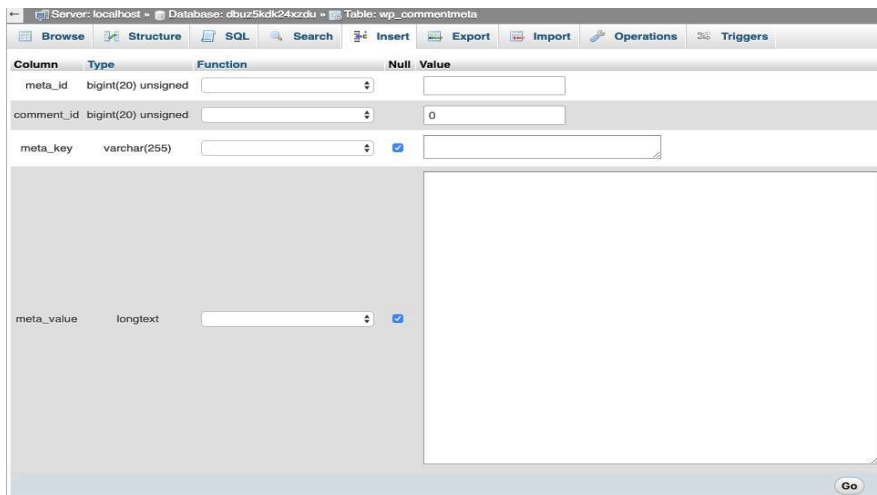 ← Server: localhost » Database: dbuz5kdk24xzdu » Table: wp_commentmeta
Browse Structure SQL Search Insert Export Import Operations Triggers
Column Type Function Null Value
meta_id bigint(20) unsigned
comment_id bigint(20) unsigned 0
meta_key varchar(255)
meta_value longtext
Go